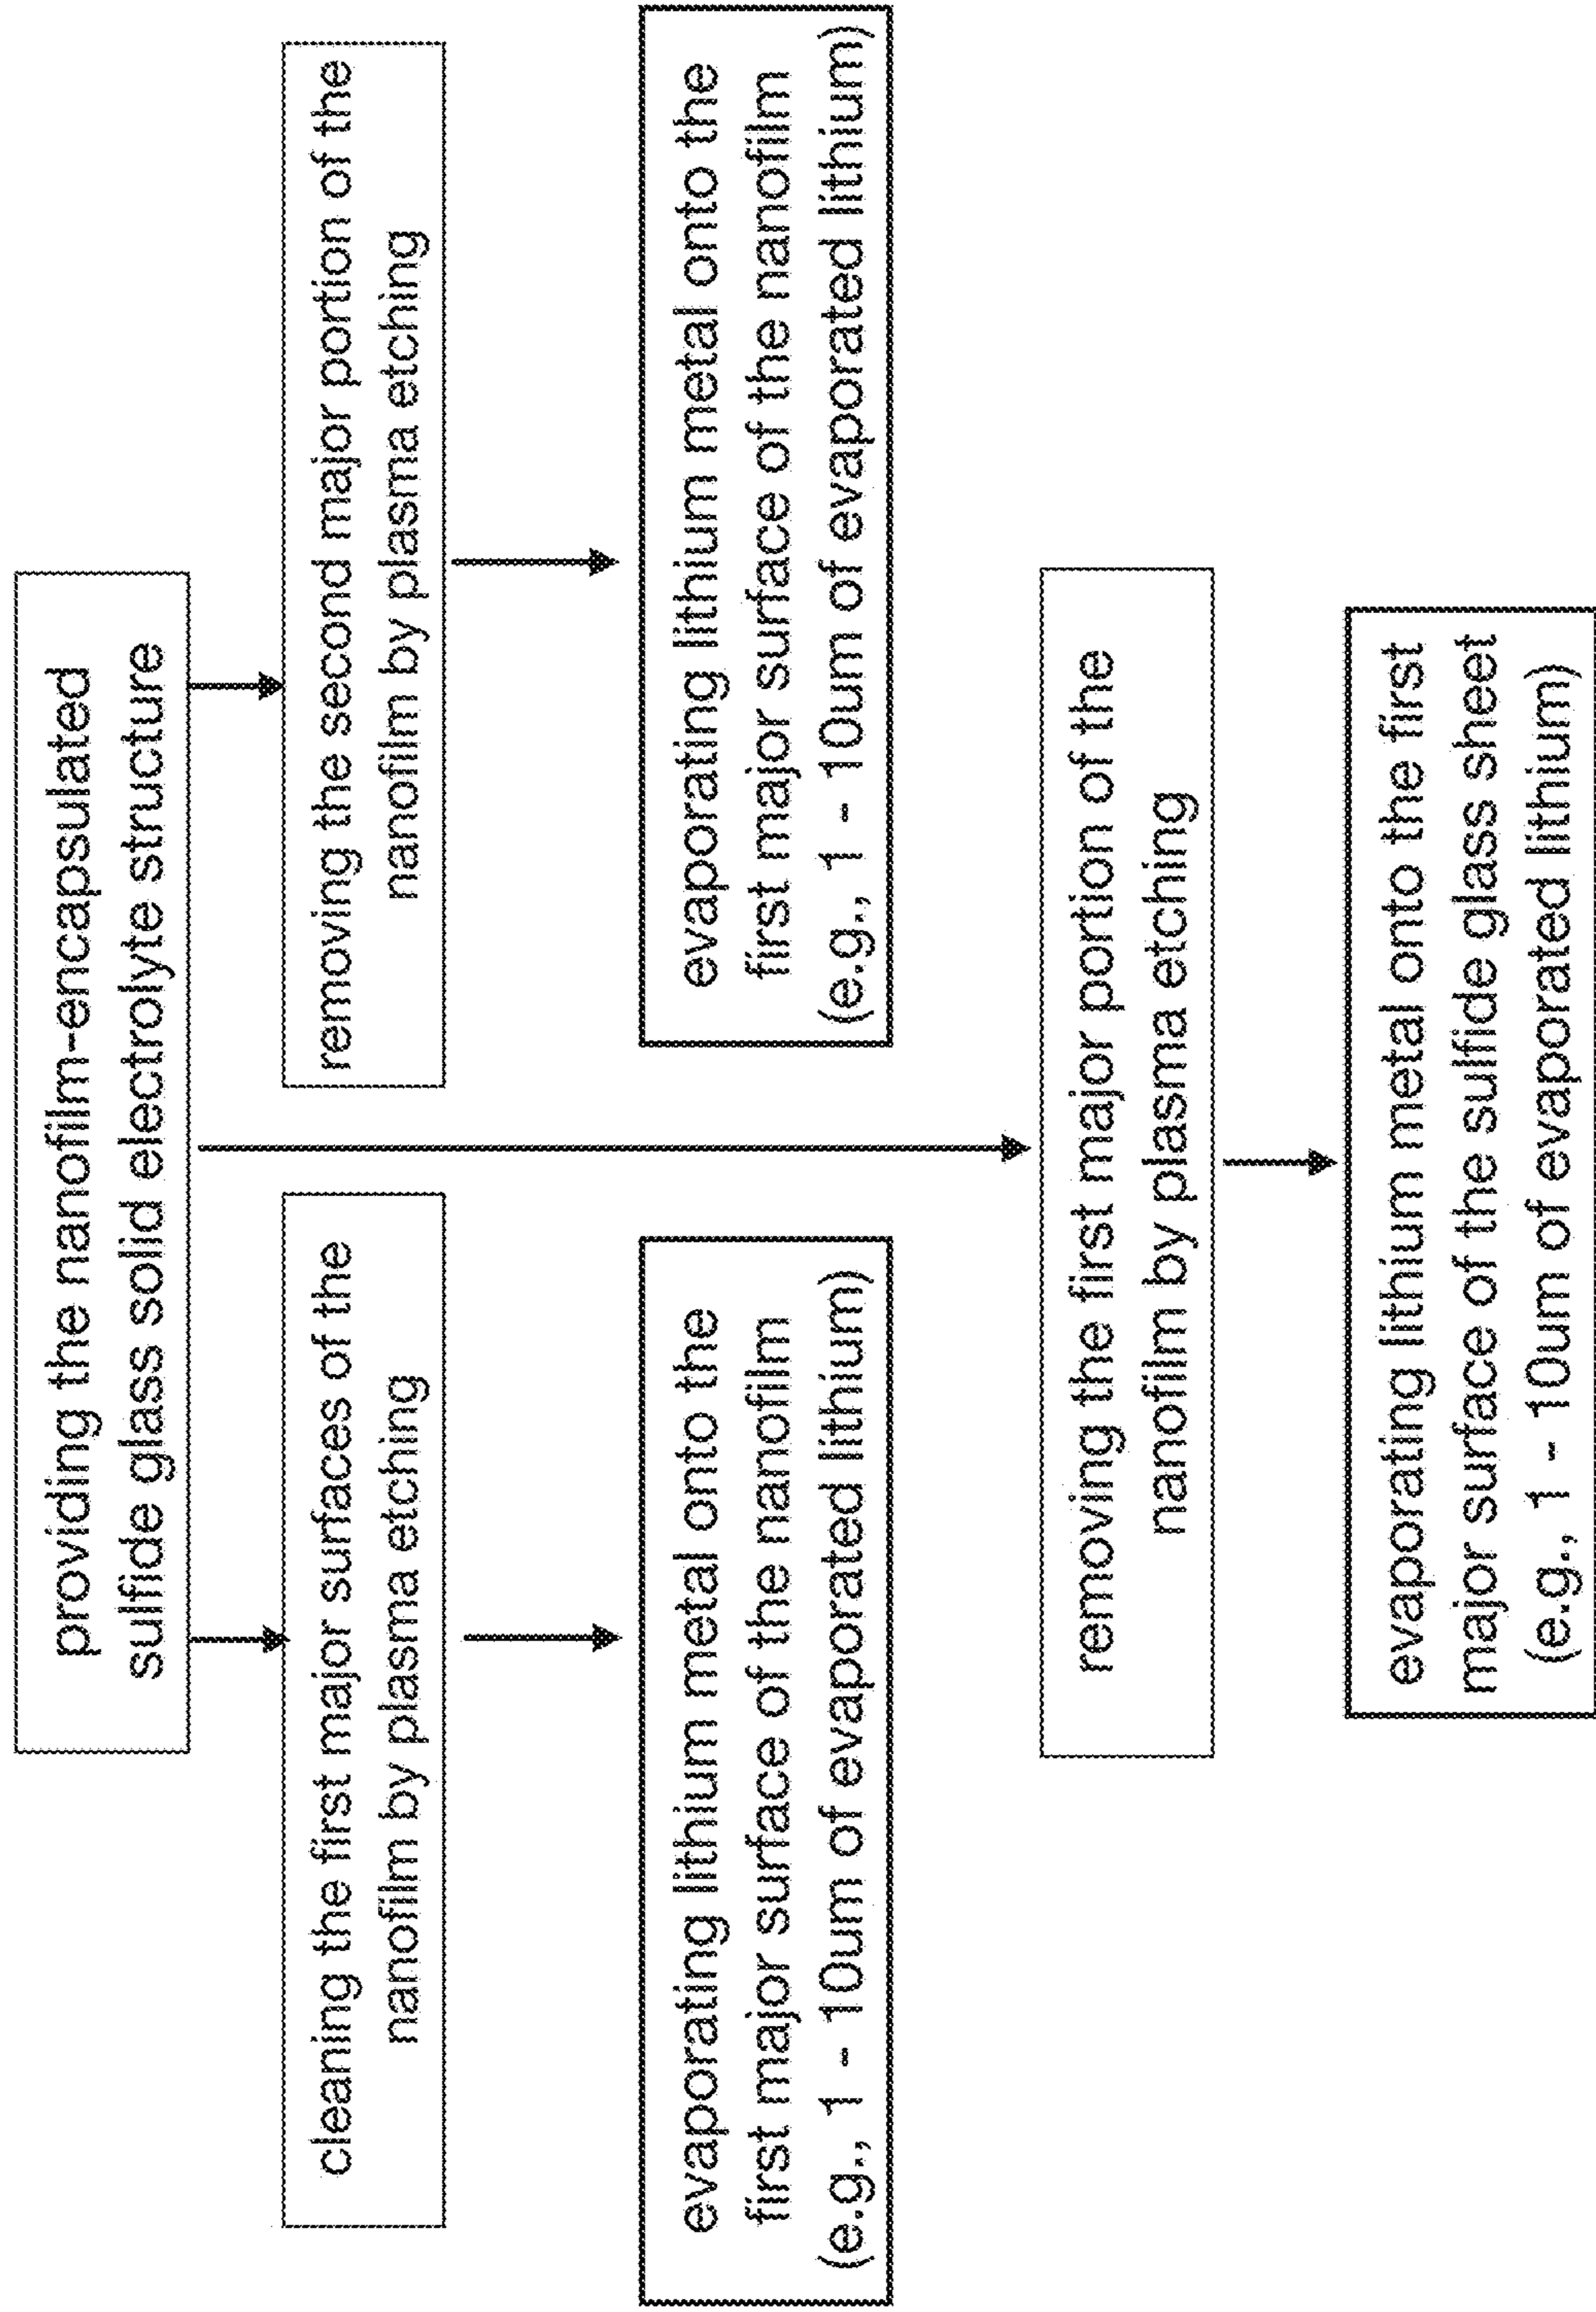 providing the nanofilm-encapsulated
sulfide glass solid electrolyte structure
cleaning the first major surfaces of the
nanofilm by plasma etching
removing the second major portion of the
nanofilm by plasma etching
evaporating lithium metal onto the
first major surface of the nanofilm
(e.g., 1 - 10um of evaporated lithium)
evaporating lithium metal onto the
first major surface of the nanofilm
(e.g., 1 - 10um of evaporated lithium)
removing the first major portion of the
nanofilm by plasma etching
evaporating lithium metal onto the first
major surface of the sulfide glass sheet
(e.g., 1 - 10um of evaporated lithium)